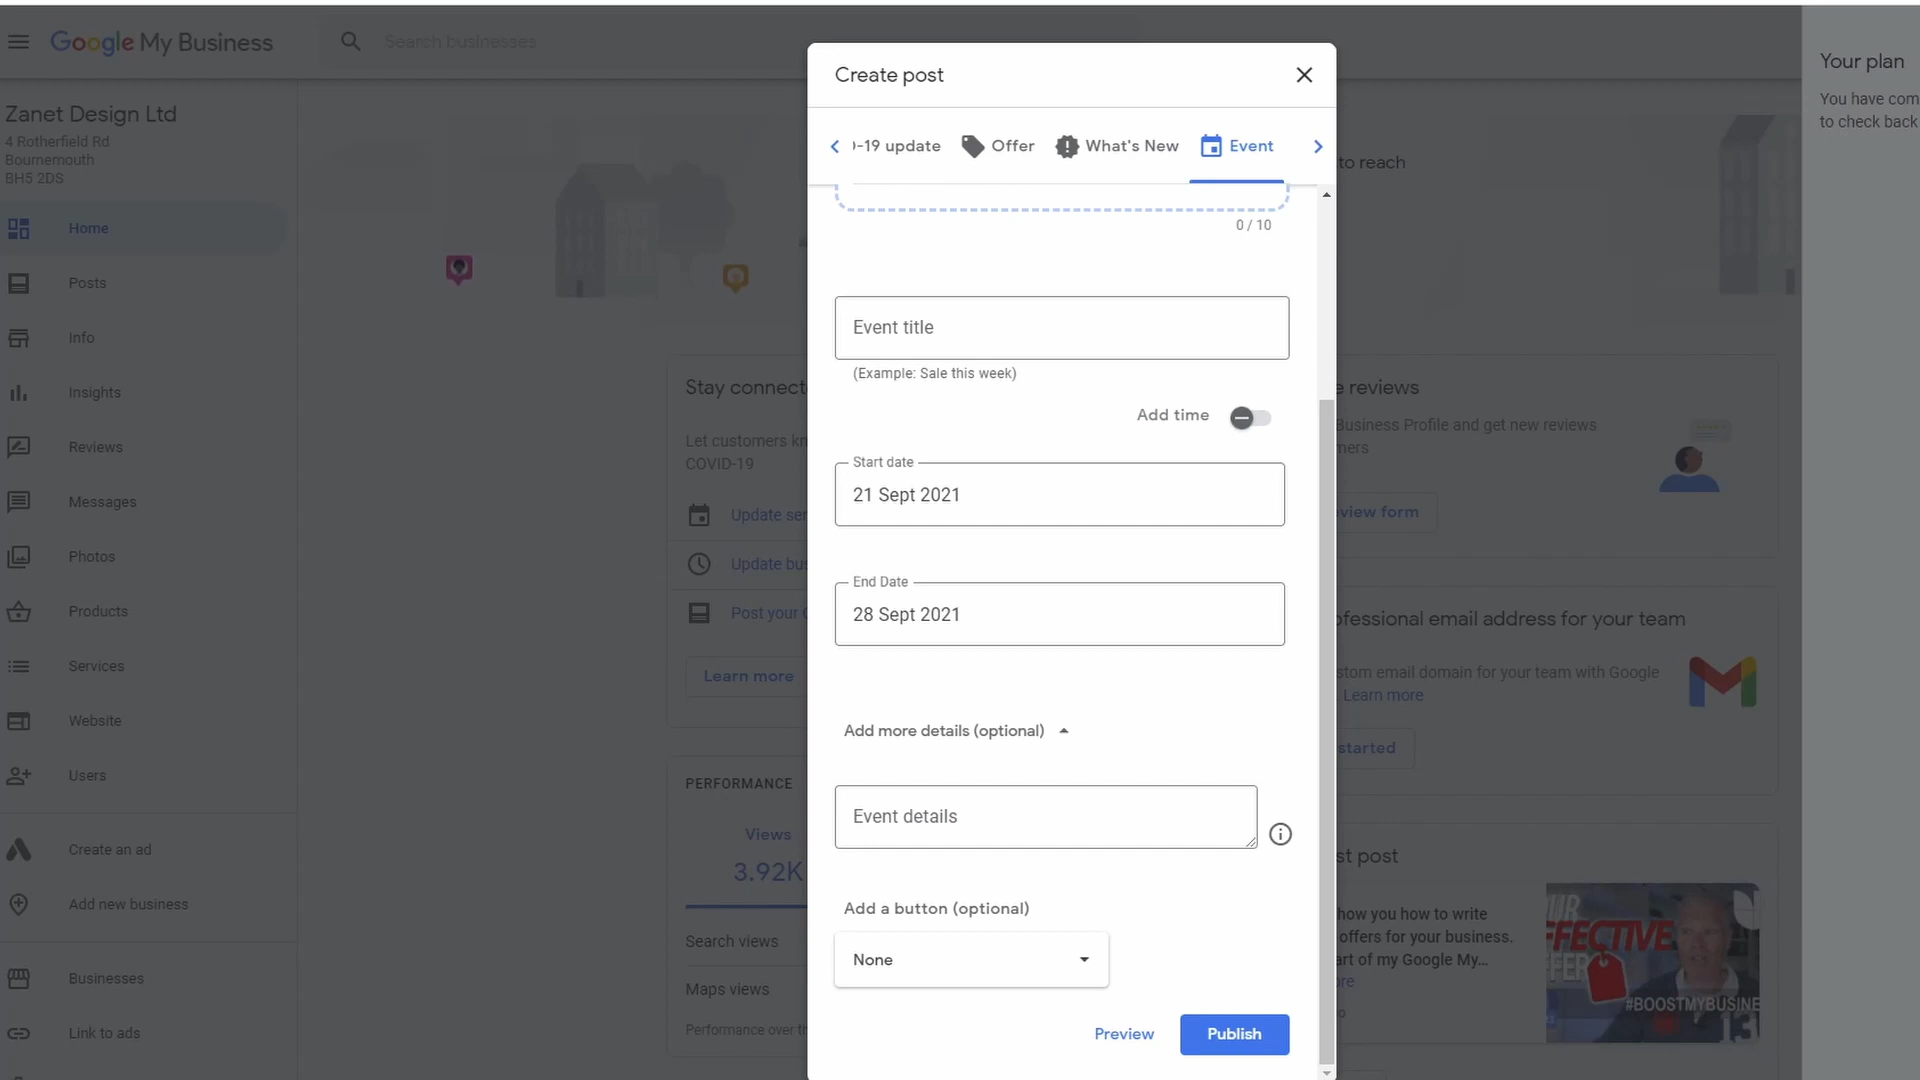 Google My Business
Search businesses
Zanet Design Ltd
4 Rotherfield Rd
Bournemouth
BH5 2DS
Home
Posts
Info
Insights
Reviews
Messages
Photos
Products
Services
Website
Users
Create an ad
Add new business
Businesses
Link to ads
to reach
Stay connect
Let customers kn
COVID-19
Update ser
Update bus
Post your
Learn more
PERFORMANCE
Views
3.92K
Search views
Maps views
Performance over th
Create post
-19 update
Offer
What's New
Event
0 / 10
Event title
(Example: Sale this week)
Add time
Start date
21 Sept 2021
End Date
28 Sept 2021
Add more details (optional)
Event details
Add a button (optional)
None
Preview
Publish
e reviews
Business Profile and get new reviews
mers
view form
ofessional email address for your team
stom email domain for your team with Google
. Learn more
started
st post
how you how to write
offers for your business.
art of my Google My...
re
UR
FFECTIVE
FFER
#BOOSTMYBUSINE
13
Your plan
You have com
to check back